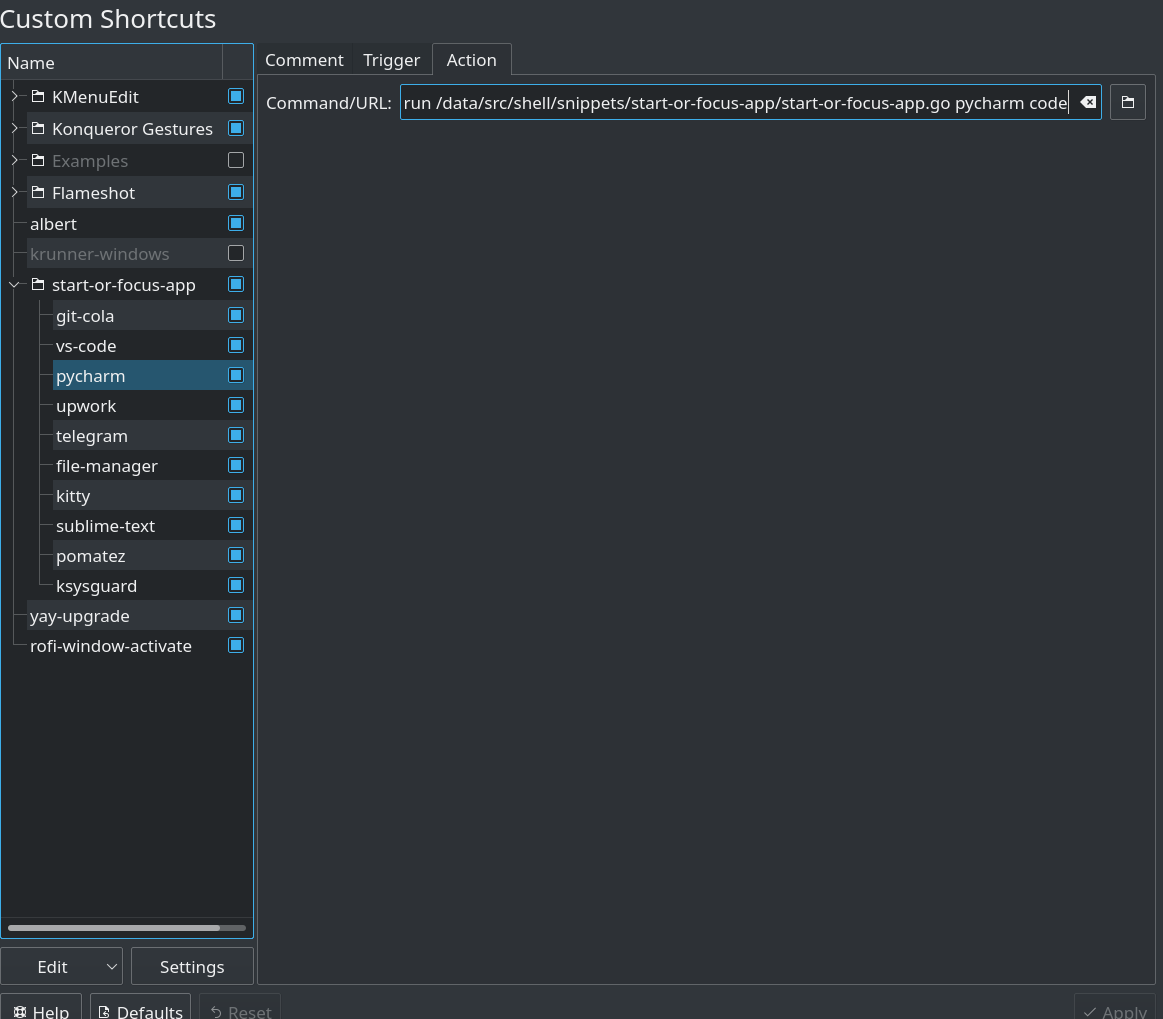 Custom Shortcuts
Name
KMenuEdit
Konqueror Gestures
Examples
Flameshot
albert
krunner-windows
start-or-focus-app
git-cola
vs-code
pycharm
upwork
telegram
file-manager
kitty
sublime-text
pomatez
ksysguard
yay-upgrade
rofi-window-activate
Edit
Settings
Comment Trigger Action
Command/URL: run /data/src/shell/snippets/start-or-focus-app/start-or-focus-app.go pycharm code
Help Defaults Reset Apply